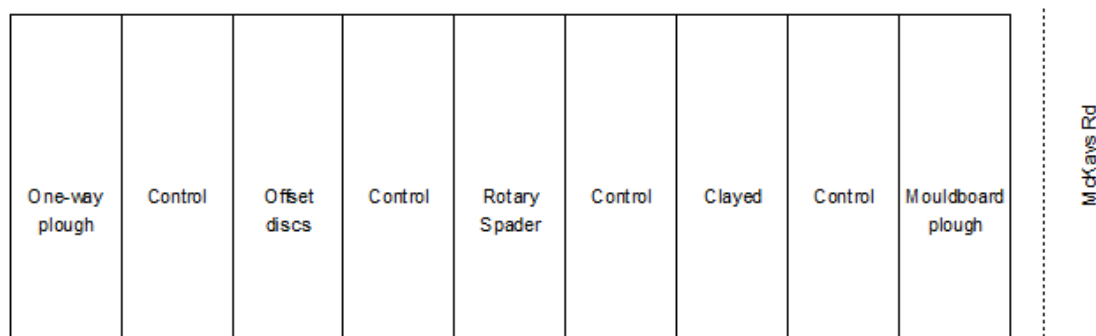 One-way
plough
Control
Offset
discs
Control
Rotary
Spader
Control
Clayed
Control
Mouldboard
plough
McKays Rd